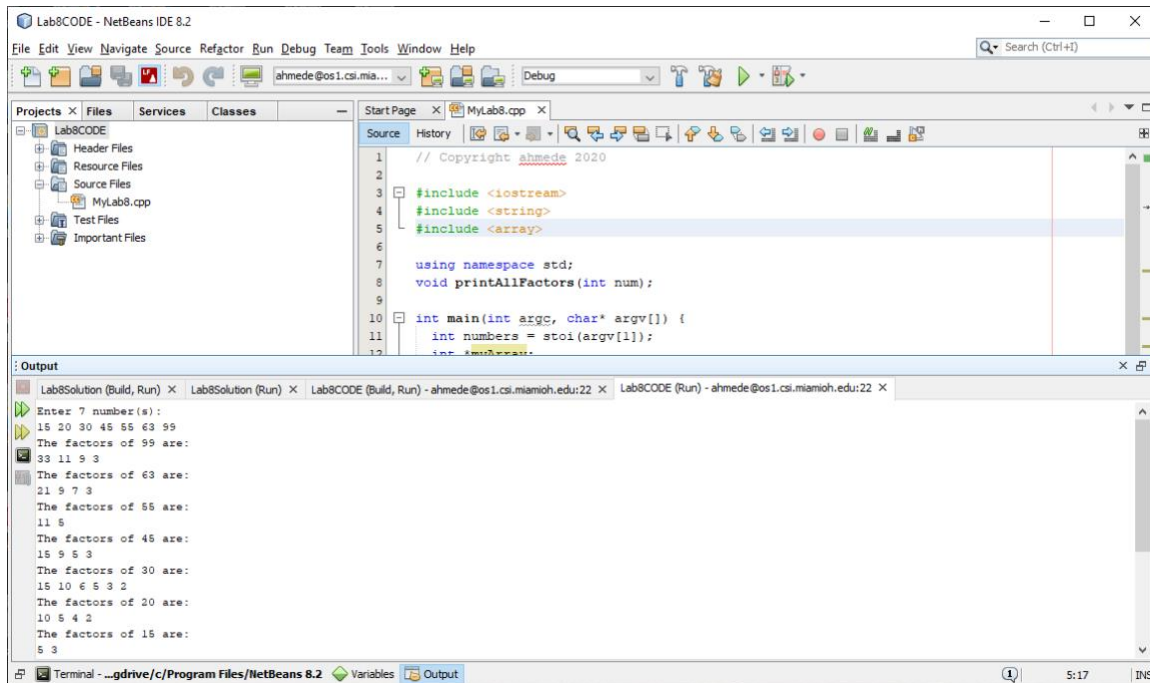 Lab8CODE - NetBeans IDE 8.2
File Edit View Navigate Source Refactor Run Debug Team Tools Window Help
Search (Ctrl+I)
ahmede@os1.csi.mia...
Debug
Projects Files Services Classes
Lab8CODE
Header Files
Resource Files
Source Files
MyLab8.cpp
Test Files
Important Files
Start Page MyLab8.cpp
Source History
1 // Copyright ahmede 2020
2
3 #include <iostream>
4 #include <string>
5 #include <array>
6
7 using namespace std;
8 void printAllFactors(int num);
9
10 int main(int argc, char* argv[]) {
11 int numbers = stoi(argv[1]);
12 int *myArray;
Output
Lab8Solution (Build, Run) Lab8Solution (Run) Lab8CODE (Build, Run) - ahmede@os1.csi.miamioh.edu:22 Lab8CODE (Run) - ahmede@os1.csi.miamioh.edu:22
Enter 7 number(s):
15 20 30 45 55 63 99
The factors of 99 are:
33 11 9 3
The factors of 63 are:
21 9 7 3
The factors of 55 are:
11 5
The factors of 45 are:
15 9 5 3
The factors of 30 are:
15 10 6 5 3 2
The factors of 20 are:
10 5 4 2
The factors of 15 are:
5 3
Terminal - ...gdrive/c/Program Files/NetBeans 8.2 Variables Output
1 5:17 INS